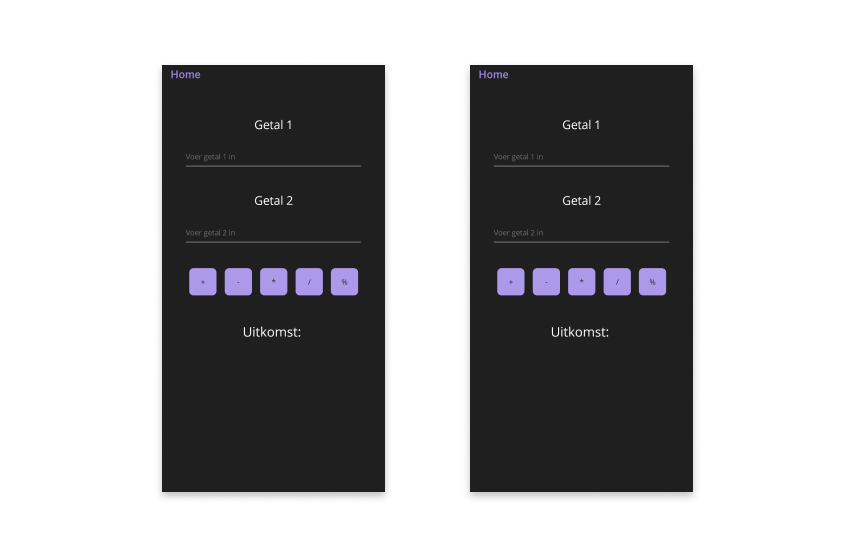 Home
Getal 1
Voer getal 1 in
Getal 2
Voer getal 2 in
+ - * / %
Uitkomst:
Home
Getal 1
Voer getal 1 in
Getal 2
Voer getal 2 in
+ - * / %
Uitkomst: